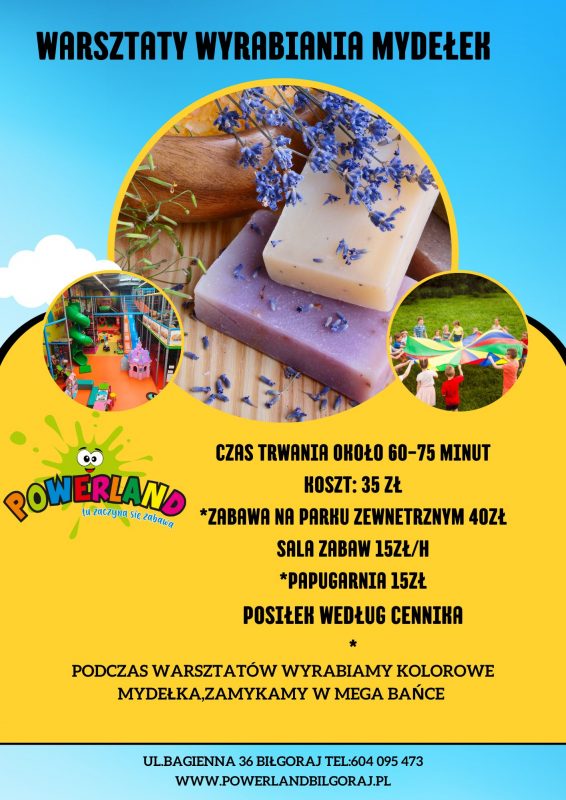 WARSZTATY WYRABIANIA MYDEŁEK
POWERLAND
tu zaczyna się zabawa
CZAS TRWANIA OKOŁO 60-75 MINUT
KOSZT: 35 ZŁ
*ZABAWA NA PARKU ZEWNETRZNYM 40ZŁ
SALA ZABAW 15ZŁ/H
*PAPUGARNIA 15ZŁ
POSIŁEK WEDŁUG CENNIKA
*
PODCZAS WARSZTATÓW WYRABIAMY KOLOROWE
MYDEŁKA,ZAMYKAMY W MEGA BAŃCE
UL.BAGIENNA 36 BIŁGORAJ TEL:604 095 473
WWW.POWERLANDBILGORAJ.PL